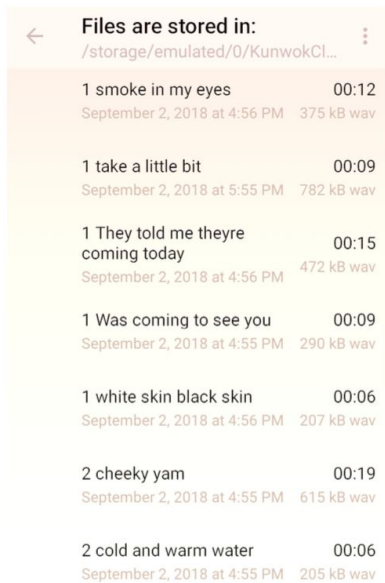 Files are stored in:
/storage/emulated/0/KunwokCl...
1 smoke in my eyes 00:12
September 2, 2018 at 4:56 PM 375 kB wav
1 take a little bit 00:09
September 2, 2018 at 5:55 PM 782 kB wav
1 They told me theyre
coming today 00:15
September 2, 2018 at 4:56 PM 472 kB wav
1 Was coming to see you 00:09
September 2, 2018 at 4:55 PM 290 kB wav
1 white skin black skin 00:06
September 2, 2018 at 4:56 PM 207 kB wav
2 cheeky yam 00:19
September 2, 2018 at 4:55 PM 615 kB wav
2 cold and warm water 00:06
September 2, 2018 at 4:55 PM 205 kB wav